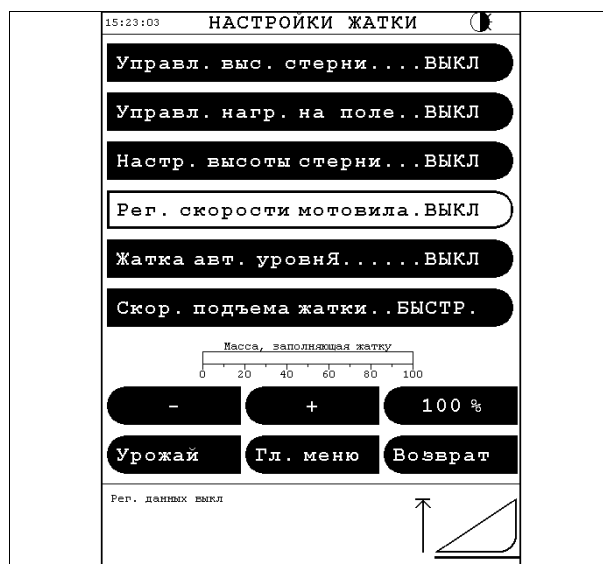 15:23:03 НАСТРОЙКИ ЖАТКИ
Управл. выс. стерни....ВЫКЛ
Управл. нагр. на поле..ВЫКЛ
Настр. высоты стерни...ВЫКЛ
Рег. скорости мотовила.ВЫКЛ
Жатка авт. уровнЯ......ВЫКЛ
Скор. подъема жатки..БЫСТР.
Масса, заполняющая жатку
0 20 40 60 80 100
- + 100 %
Урожай Гл. меню Возврат
Рег. данных выкл